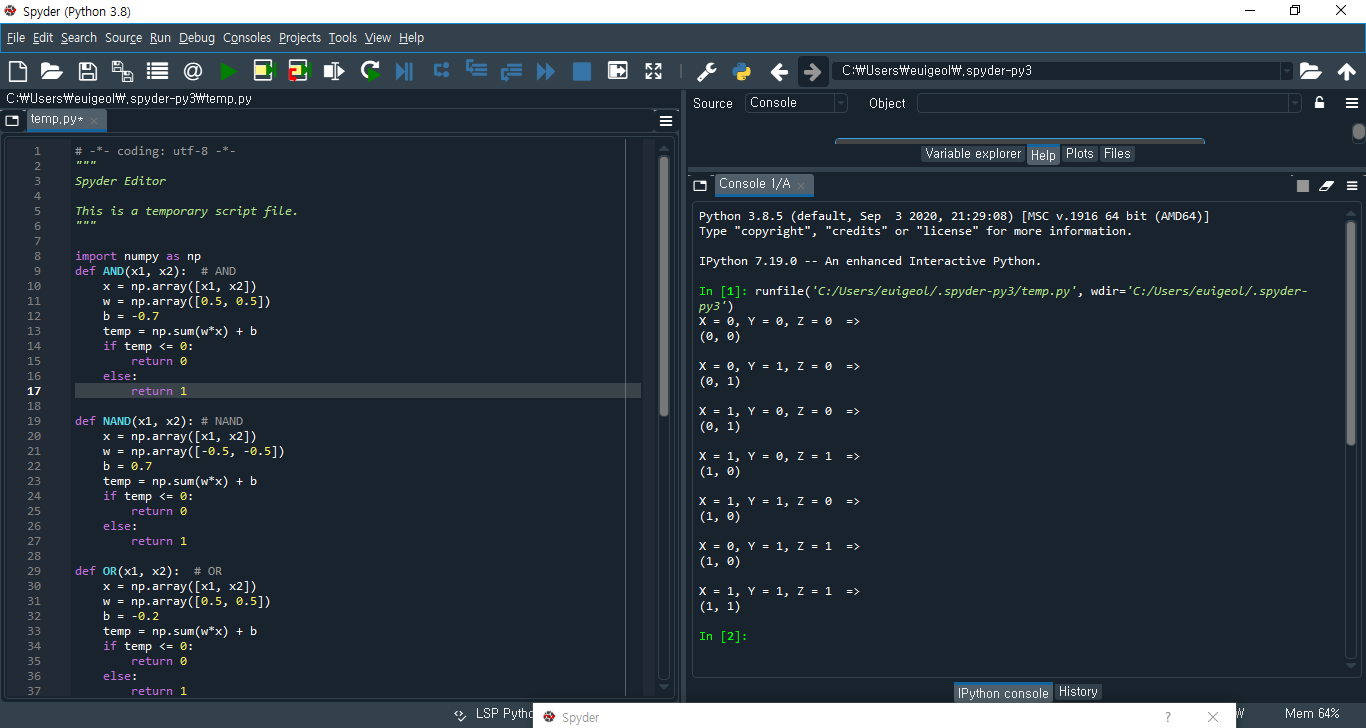 Spyder (Python 3.8)
File Edit Search Source Run Debug Consoles Projects Tools View Help
C:₩Users₩euigeol₩.spyder-py3
C:₩Users₩euigeol₩.spyder-py3₩temp.py
Source Console Object
temp.py*
Variable explorer Help Plots Files
Console 1/A
1 # -*- coding: utf-8 -*-
2 """
3 Spyder Editor
4
5 This is a temporary script file.
6 """
7
8 import numpy as np
9 def AND(x1, x2):  # AND
10     x = np.array([x1, x2])
11     w = np.array([0.5, 0.5])
12     b = -0.7
13     temp = np.sum(w*x) + b
14     if temp <= 0:
15         return 0
16     else:
17         return 1
18
19 def NAND(x1, x2): # NAND
20     x = np.array([x1, x2])
21     w = np.array([-0.5, -0.5])
22     b = 0.7
23     temp = np.sum(w*x) + b
24     if temp <= 0:
25         return 0
26     else:
27         return 1
28
29 def OR(x1, x2):  # OR
30     x = np.array([x1, x2])
31     w = np.array([0.5, 0.5])
32     b = -0.2
33     temp = np.sum(w*x) + b
34     if temp <= 0:
35         return 0
36     else:
37         return 1
Python 3.8.5 (default, Sep  3 2020, 21:29:08) [MSC v.1916 64 bit (AMD64)]
Type "copyright", "credits" or "license" for more information.
IPython 7.19.0 -- An enhanced Interactive Python.
In [1]: runfile('C:/Users/euigeol/.spyder-py3/temp.py', wdir='C:/Users/euigeol/.spyder-
py3')
X = 0, Y = 0, Z = 0  =>
(0, 0)
X = 0, Y = 1, Z = 0  =>
(0, 1)
X = 1, Y = 0, Z = 0  =>
(0, 1)
X = 1, Y = 0, Z = 1  =>
(1, 0)
X = 1, Y = 1, Z = 0  =>
(1, 0)
X = 0, Y = 1, Z = 1  =>
(1, 0)
X = 1, Y = 1, Z = 1  =>
(1, 1)
In [2]:
IPython console History
LSP Pytho
Spyder ?
W Mem 64%